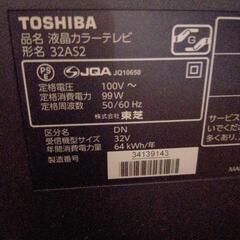 TOSHIBA
品名 液晶カラーテレビ
形名 32AS2
PS
E
JQA JQ10650
定格電圧 100V～
定格消費電力 99W
定格周波数 50/60Hz
株式会社 東芝
区分名 DN
受信機型サイズ 32V
年間消費電力量 64 kWh/年
34139143
製造番号
サービス
いでくださ
くだ
MA